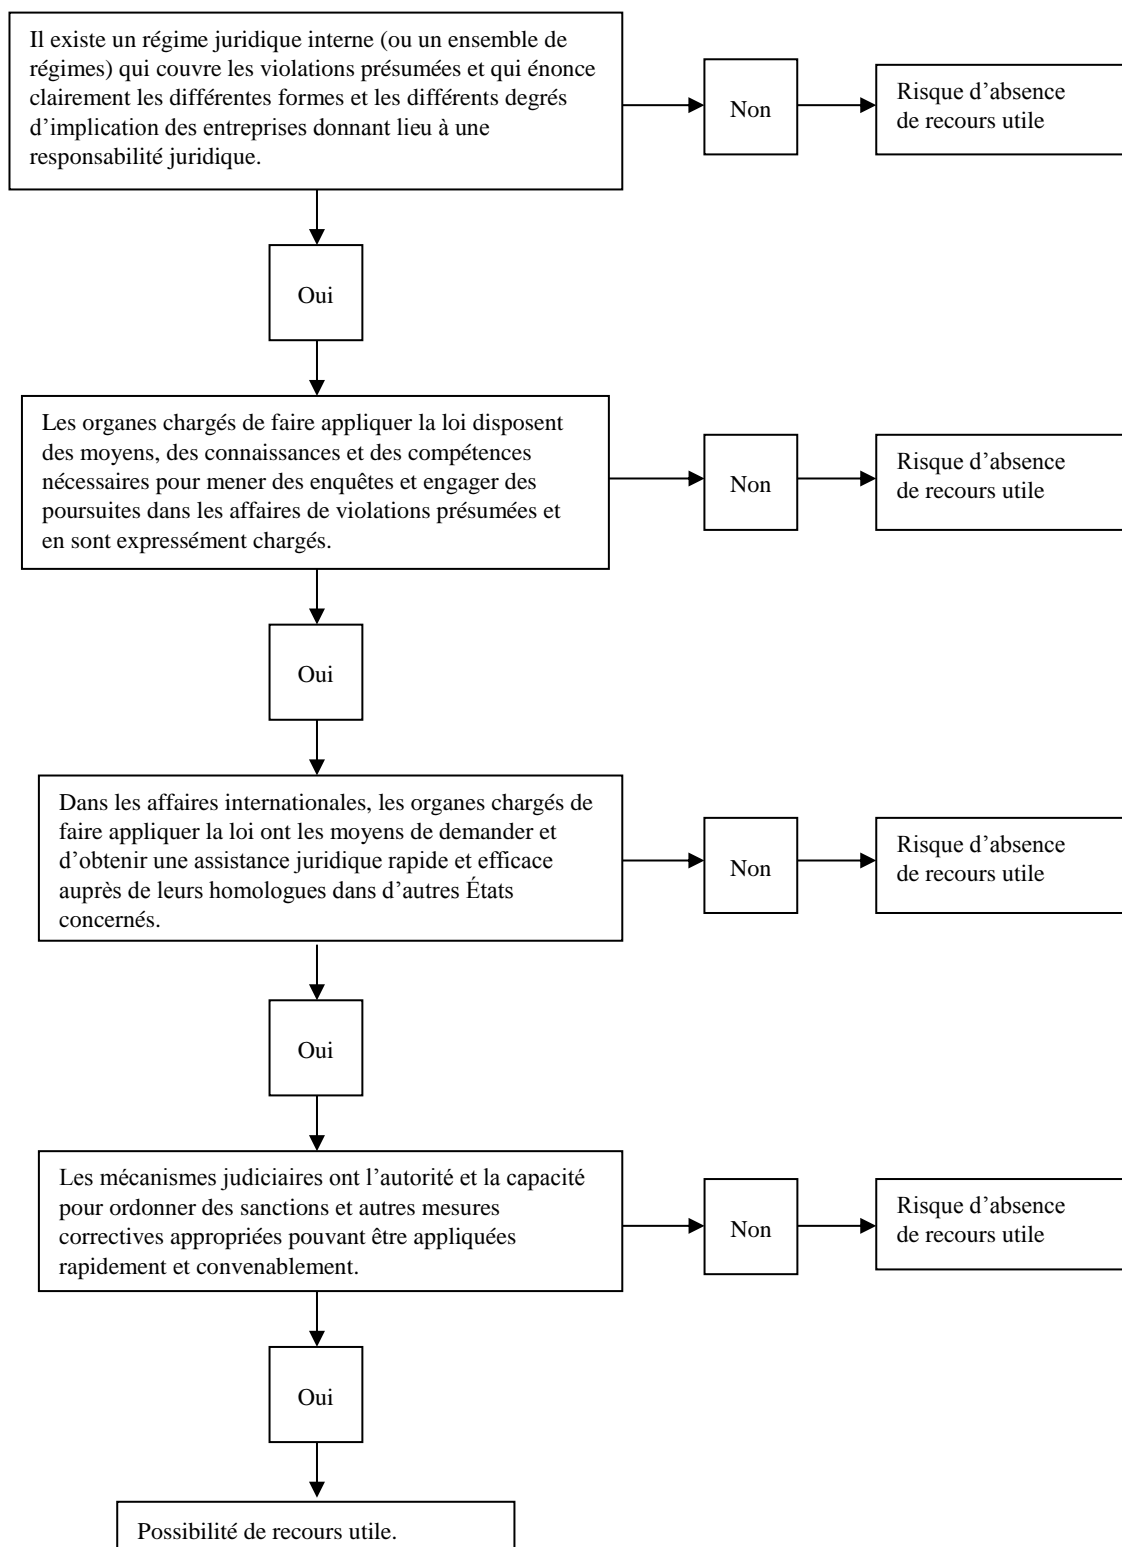 Il existe un régime juridique interne (ou un ensemble de
régimes) qui couvre les violations présumées et qui énonce
clairement les différentes formes et les différents degrés
d’implication des entreprises donnant lieu à une
responsabilité juridique.
Non
Risque d’absence
de recours utile
Oui
Les organes chargés de faire appliquer la loi disposent
des moyens, des connaissances et des compétences
nécessaires pour mener des enquêtes et engager des
poursuites dans les affaires de violations présumées et
en sont expressément chargés.
Non
Risque d’absence
de recours utile
Oui
Dans les affaires internationales, les organes chargés de
faire appliquer la loi ont les moyens de demander et
d’obtenir une assistance juridique rapide et efficace
auprès de leurs homologues dans d’autres États
concernés.
Non
Risque d’absence
de recours utile
Oui
Les mécanismes judiciaires ont l’autorité et la capacité
pour ordonner des sanctions et autres mesures
correctives appropriées pouvant être appliquées
rapidement et convenablement.
Non
Risque d’absence
de recours utile
Oui
Possibilité de recours utile.